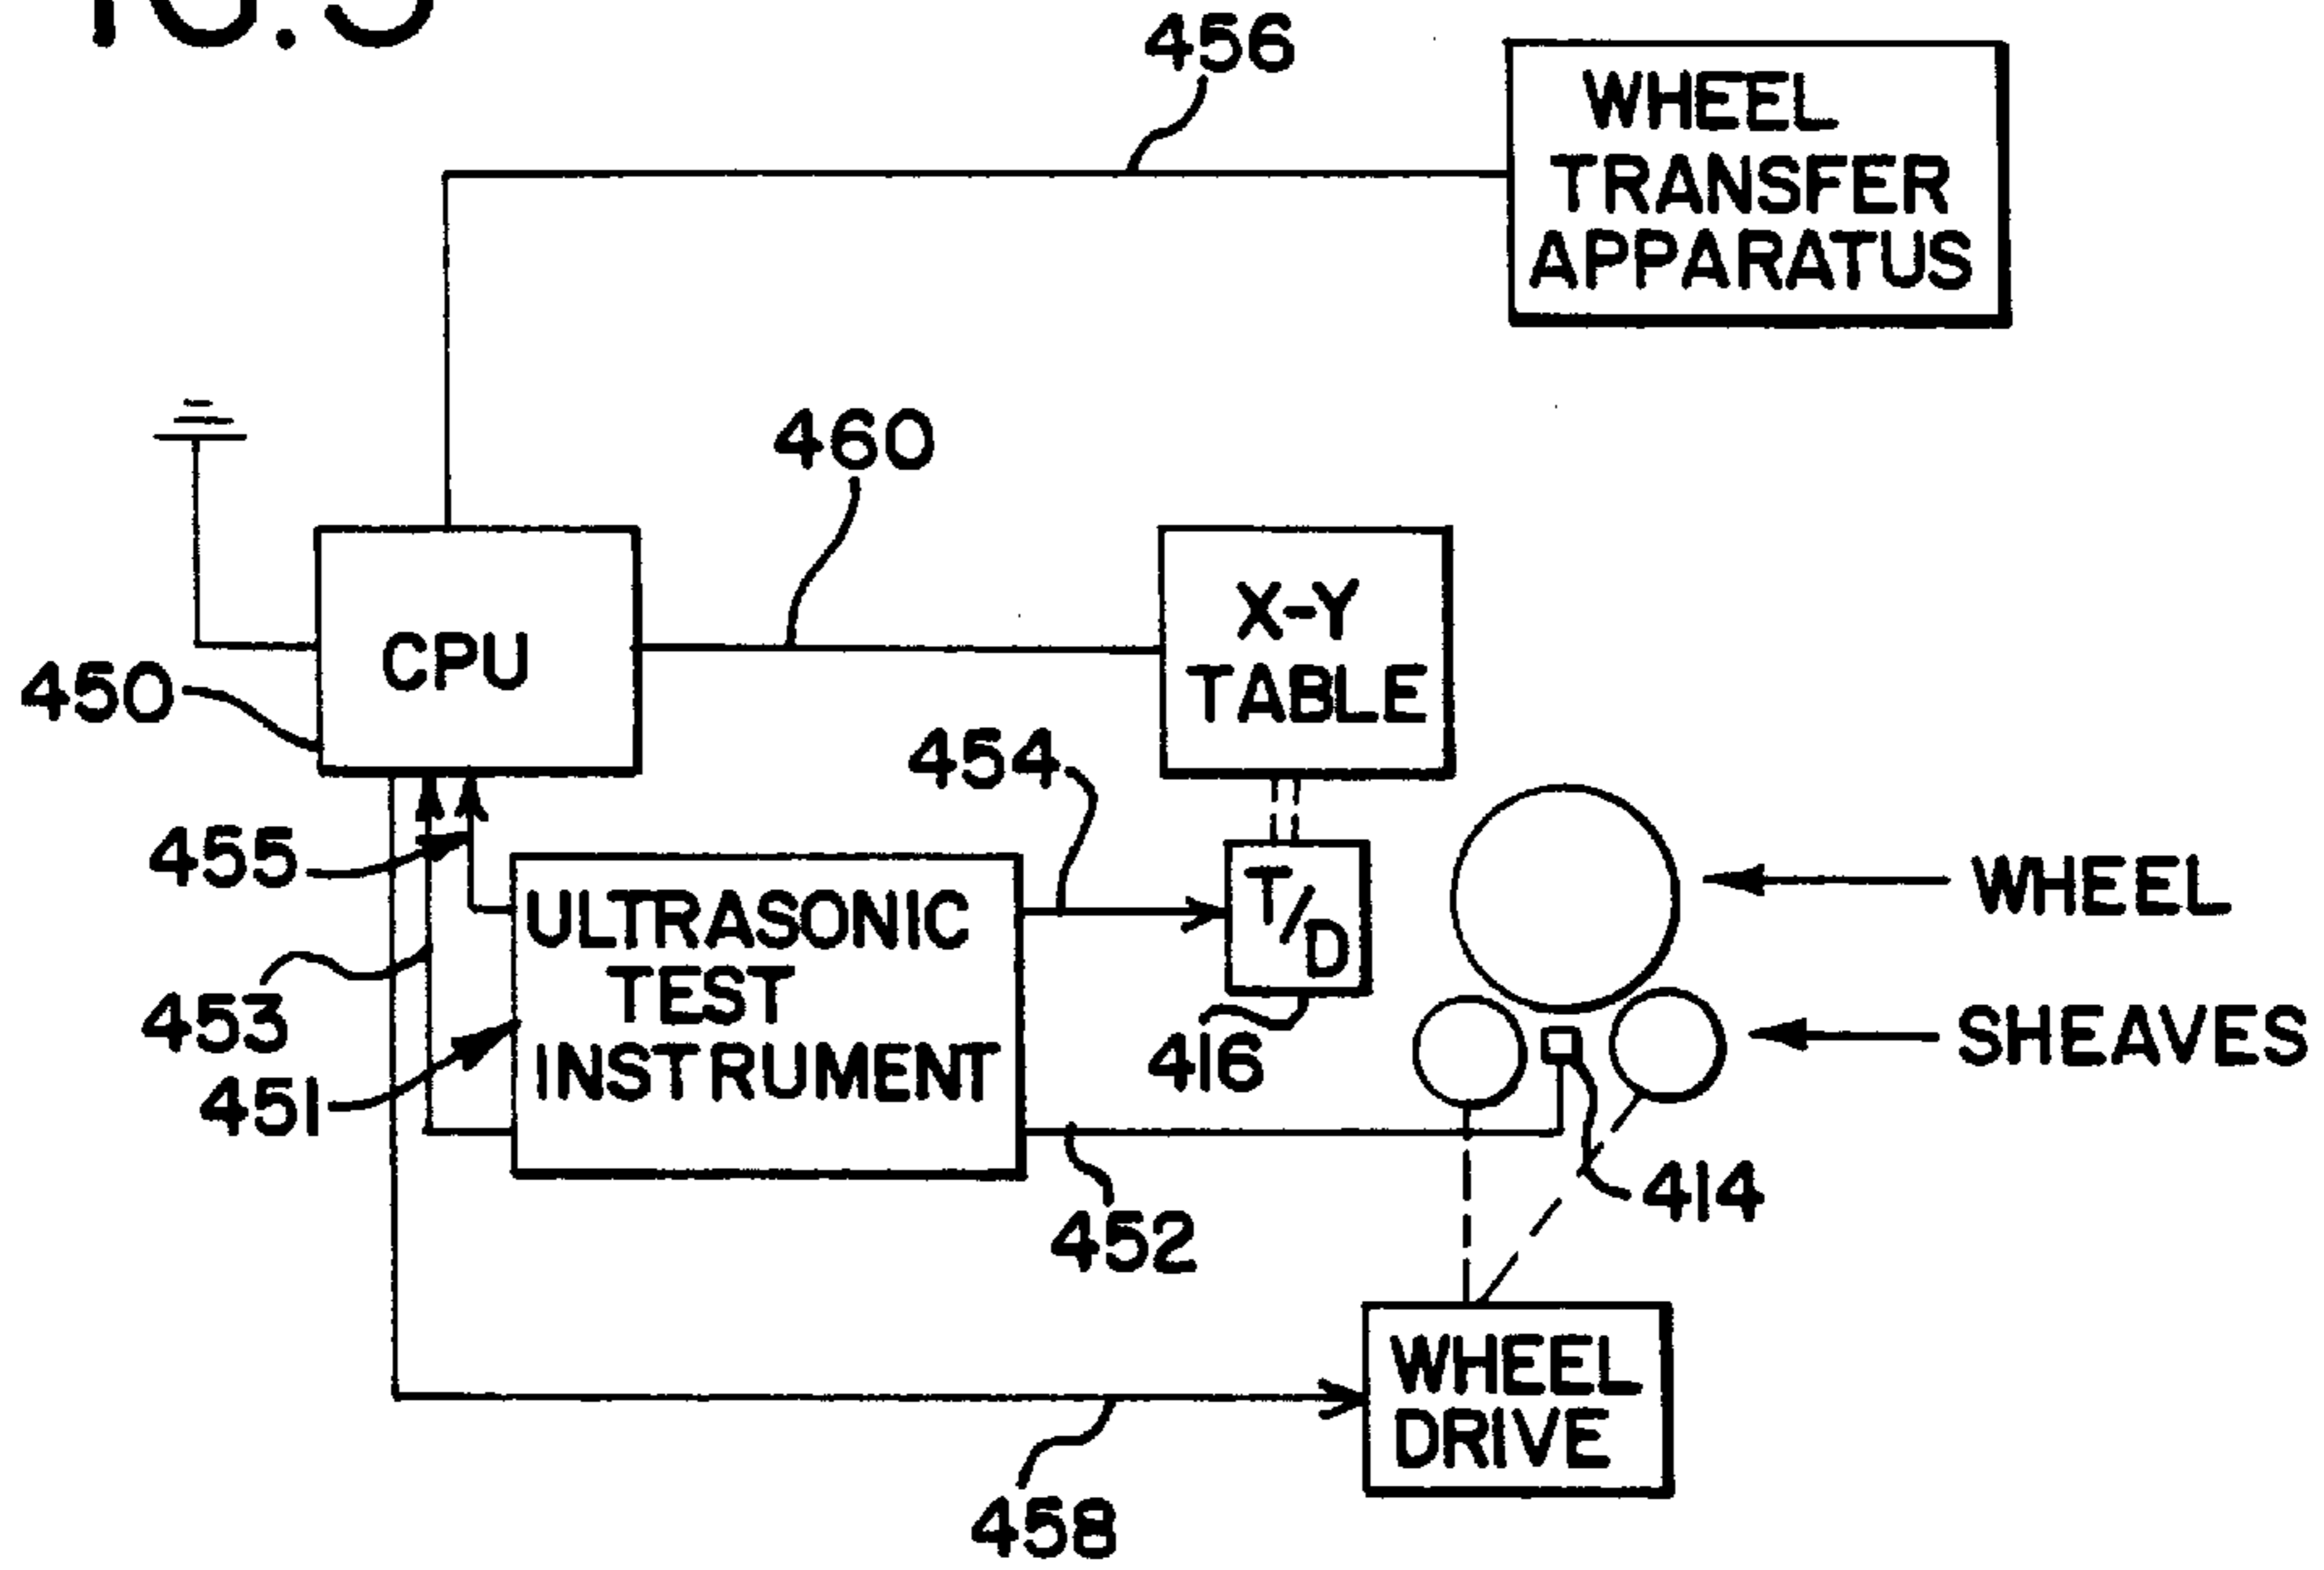 456
WHEEL
TRANSFER
APPARATUS
460
CPU
X-Y
TABLE
450
454
455
ULTRASONIC
TEST
INSTRUMENT
T/D
WHEEL
453
416
SHEAVES
451
414
452
WHEEL
DRIVE
458